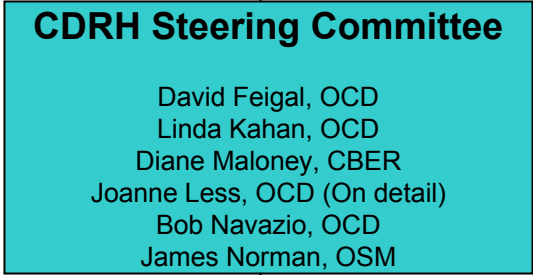 CDRH Steering Committee
David Feigal, OCD
Linda Kahan, OCD
Diane Maloney, CBER
Joanne Less, OCD (On detail)
Bob Navazio, OCD
James Norman, OSM